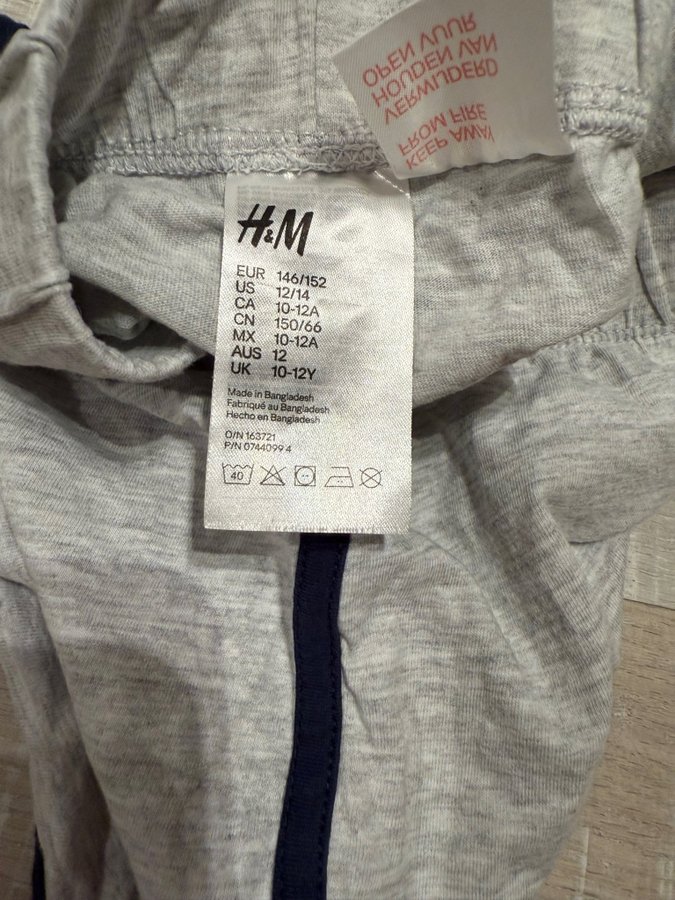 KEEP AWAY
FROM FIRE
VERWIJDERD
HOUDEN VAN
OPEN VUUR
H&M
EUR 146/152
US 12/14
CA 10-12A
CN 150/66
MX 10-12A
AUS 12
UK 10-12Y
Made in Bangladesh
Fabriqué au Bangladesh
Hecho en Bangladesh
O/N 163721
P/N 0744099 4
40